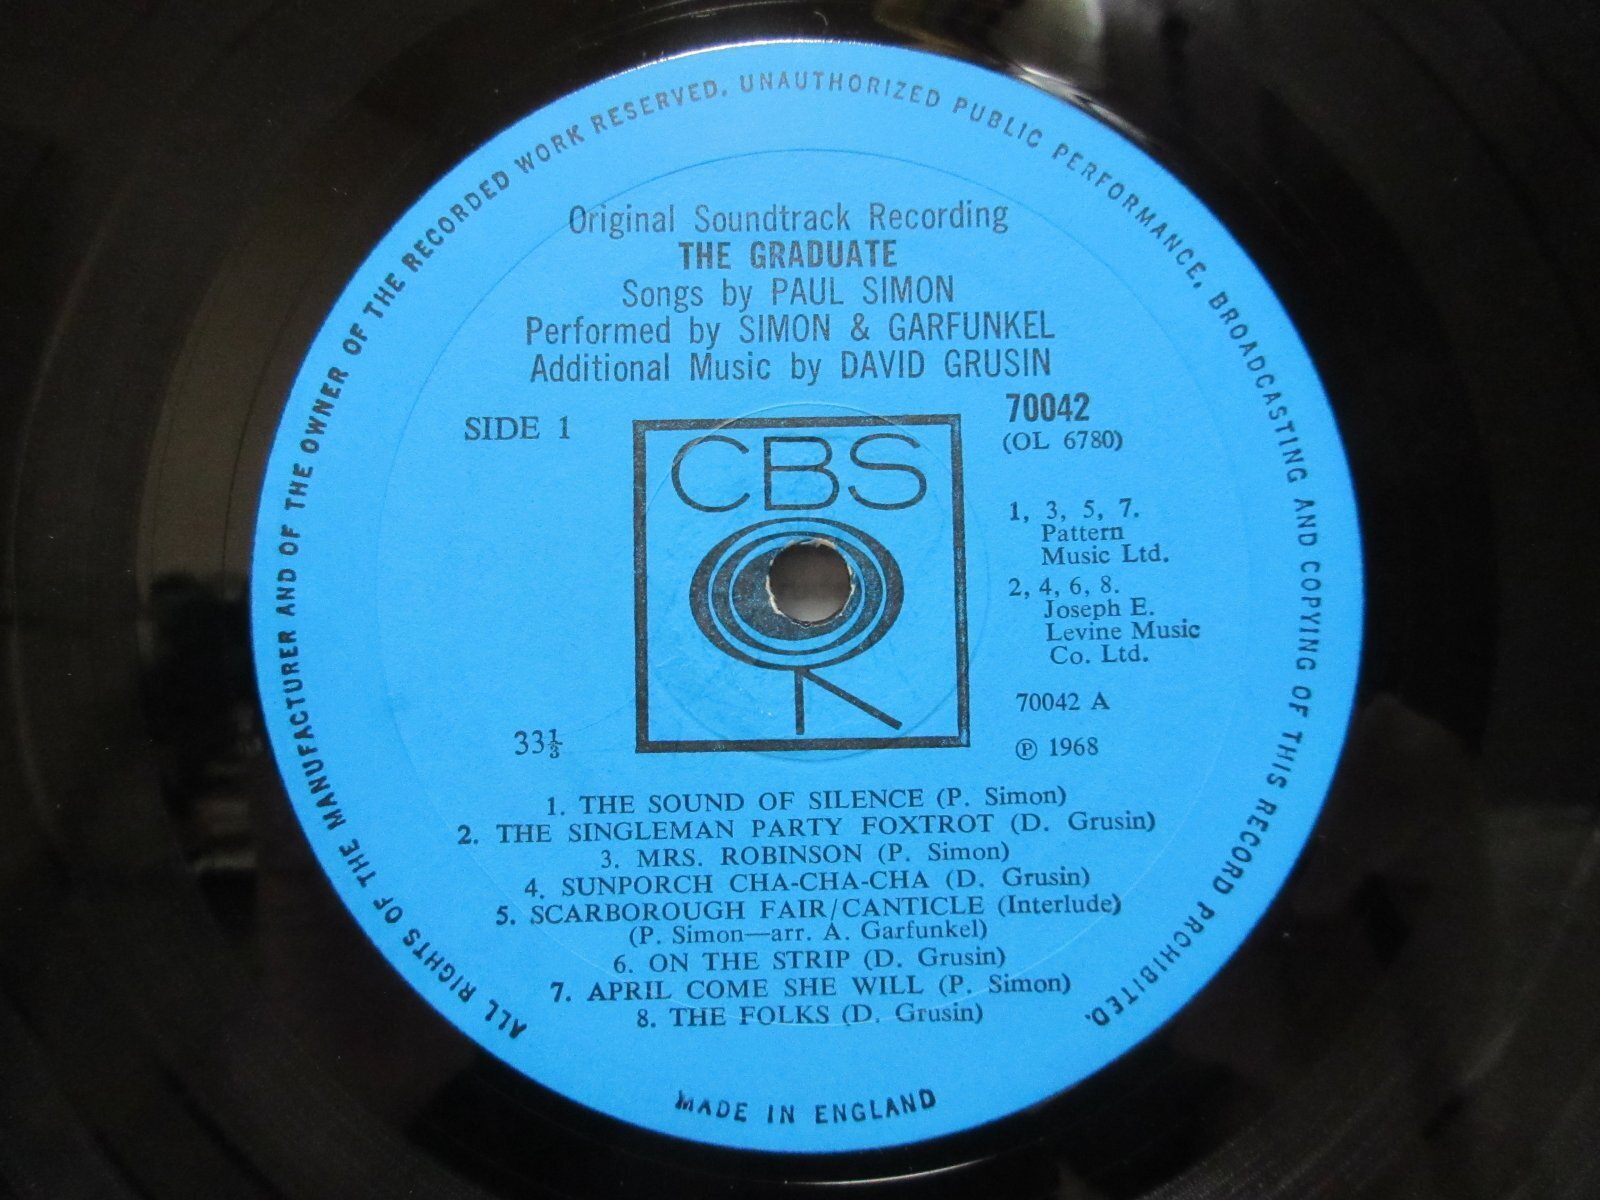 ALL RIGHTS OF THE MANUFACTURER AND OF THE OWNER OF THE RECORDED WORK RESERVED. UNAUTHORIZED PUBLIC PERFORMANCE, BROADCASTING AND COPYING OF THIS RECORD PROHIBITED.
Original Soundtrack Recording
THE GRADUATE
Songs by PAUL SIMON
Performed by SIMON & GARFUNKEL
Additional Music by DAVID GRUSIN
SIDE 1
70042
(OL 6780)
CBS
1, 3, 5, 7.
Pattern
Music Ltd.
2, 4, 6, 8.
Joseph E.
Levine Music
Co. Ltd.
70042 A
33⅓
℗ 1968
1. THE SOUND OF SILENCE (P. Simon)
2. THE SINGLEMAN PARTY FOXTROT (D. Grusin)
3. MRS. ROBINSON (P. Simon)
4. SUNPORCH CHA-CHA-CHA (D. Grusin)
5. SCARBOROUGH FAIR/CANTICLE (Interlude)
(P. Simon—arr. A. Garfunkel)
6. ON THE STRIP (D. Grusin)
7. APRIL COME SHE WILL (P. Simon)
8. THE FOLKS (D. Grusin)
MADE IN ENGLAND